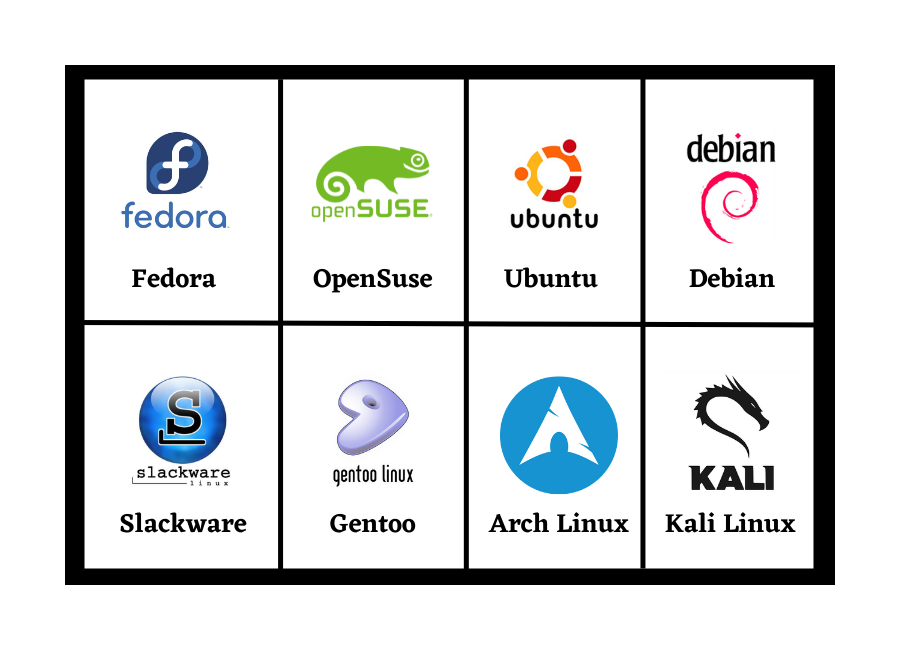 fedora
Fedora
openSUSE
OpenSuse
ubuntu
Ubuntu
debian
Debian
S
slackware
linux
Slackware
gentoo linux
Gentoo
Arch Linux
KALI
Kali Linux